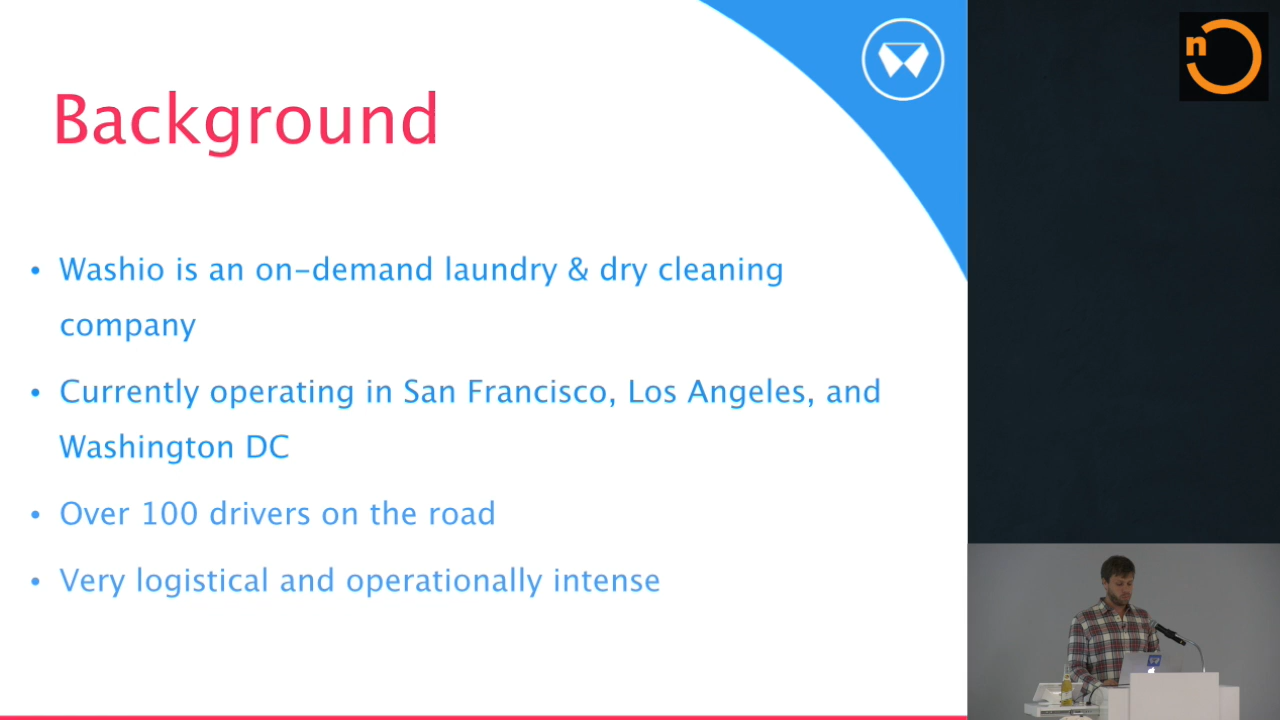 Background
• Washio is an on-demand laundry & dry cleaning
company
• Currently operating in San Francisco, Los Angeles, and
Washington DC
• Over 100 drivers on the road
• Very logistical and operationally intense
n